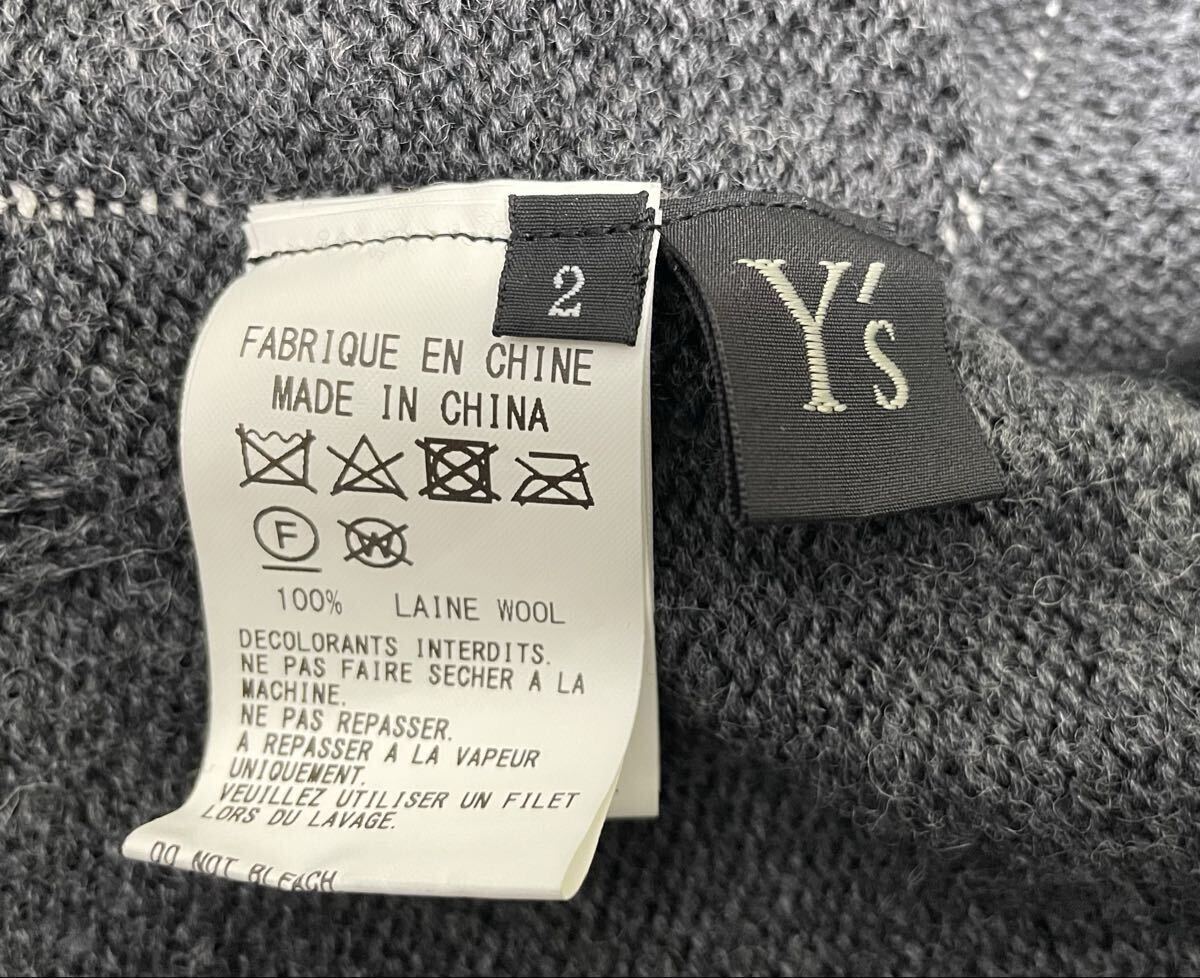 2
Y's
FABRIQUE EN CHINE
MADE IN CHINA
F
W
100% LAINE WOOL
DECOLORANTS INTERDITS.
NE PAS FAIRE SECHER A LA
MACHINE.
NE PAS REPASSER.
A REPASSER A LA VAPEUR
UNIQUEMENT.
VEUILLEZ UTILISER UN FILET
LORS DU LAVAGE.
DO NOT BLEACH